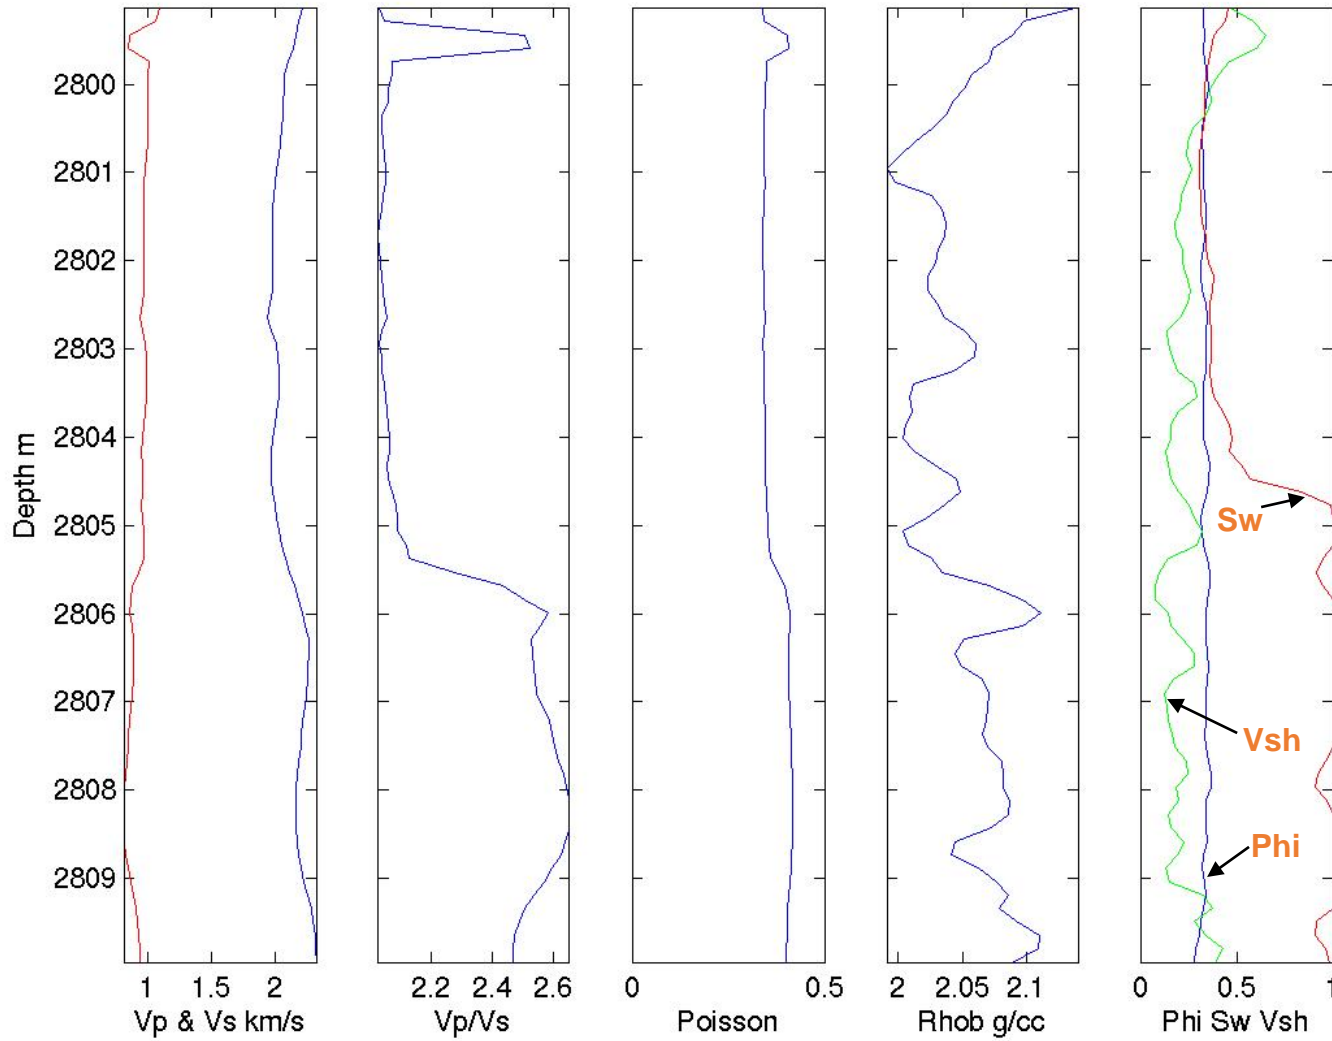 2800
2801
2802
2803
2804
2805
2806
2807
2808
2809
Depth m
1 1.5 2
Vp & Vs km/s
2.2 2.4 2.6
Vp/Vs
0 0.5
Poisson
2 2.05 2.1
Rhob g/cc
Sw
Vsh
Phi
0 0.5 1
Phi Sw Vsh